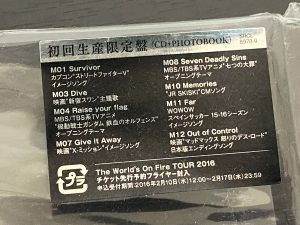 初回生産限定盤(CD+PHOTOBOOK)
M01 Survivor
カプコン"ストリートファイターV"
イメージソング
M03 Dive
映画"新宿スワン"主題歌
M04 Raise your flag
MBS/TBS系TVアニメ
"機動戦士ガンダム 鉄血のオルフェンズ"
オープニングテーマ
M07 Give it Away
映画"X-ミッション"イメージソング
M08 Seven Deadly Sins
MBS/TBS系TVアニメ"七つの大罪"
オープニングテーマ
M10 Memories
"JR SKISKI"CMソング
M11 Far
WOWOW
スペインサッカー 15-16シーズン
イメージソング
M12 Out of Control
映画"マッドマックス 怒りのデス・ロード"
日本版エンディングソング
The World's On Fire TOUR 2016
チケット先行予約フライヤー封入
申込受付期間:2016年2月10日(水)12:00~2月17日(水)23:59